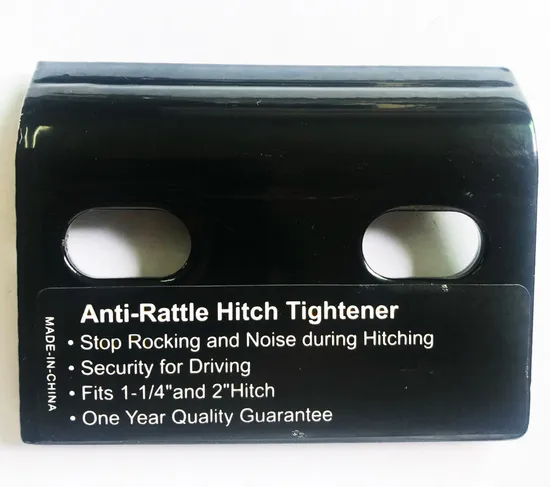 Anti-Rattle Hitch Tightener
• Stop Rocking and Noise during Hitching
• Security for Driving
• Fits 1-1/4"and 2"Hitch
• One Year Quality Guarantee
MADE-IN-CHINA